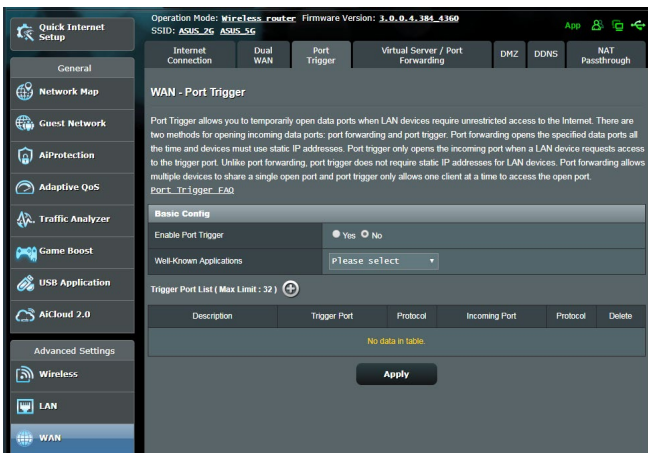 Quick Internet
Setup
Operation Mode: Wireless router Firmware Version: 3.0.0.4.384_4360
SSID: ASUS_2G ASUS_5G
App
Internet
Connection
Dual
WAN
Port
Trigger
Virtual Server / Port
Forwarding
DMZ
DDNS
NAT
Passthrough
General
Network Map
Guest Network
AiProtection
Adaptive QoS
Traffic Analyzer
Game Boost
USB Application
AiCloud 2.0
Advanced Settings
Wireless
LAN
WAN
WAN - Port Trigger
Port Trigger allows you to temporarily open data ports when LAN devices require unrestricted access to the Internet. There are
two methods for opening incoming data ports: port forwarding and port trigger. Port forwarding opens the specified data ports all
the time and devices must use static IP addresses. Port trigger only opens the incoming port when a LAN device requests access
to the trigger port. Unlike port forwarding, port trigger does not require static IP addresses for LAN devices. Port forwarding allows
multiple devices to share a single open port and port trigger only allows one client at a time to access the open port.
Port Trigger FAQ
Basic Config
Enable Port Trigger
Yes No
Well-Known Applications
Please select
Trigger Port List ( Max Limit : 32 )
Description Trigger Port Protocol Incoming Port Protocol Delete
No data in table.
Apply